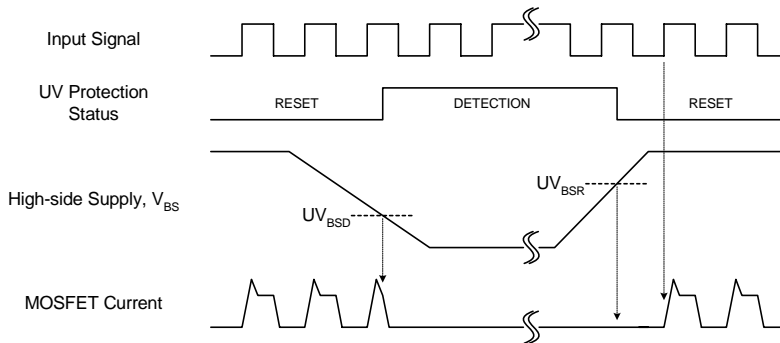 Input Signal
UV Protection
Status
RESET
DETECTION
RESET
High-side Supply, V_BS
UV_BSD
UV_BSR
MOSFET Current